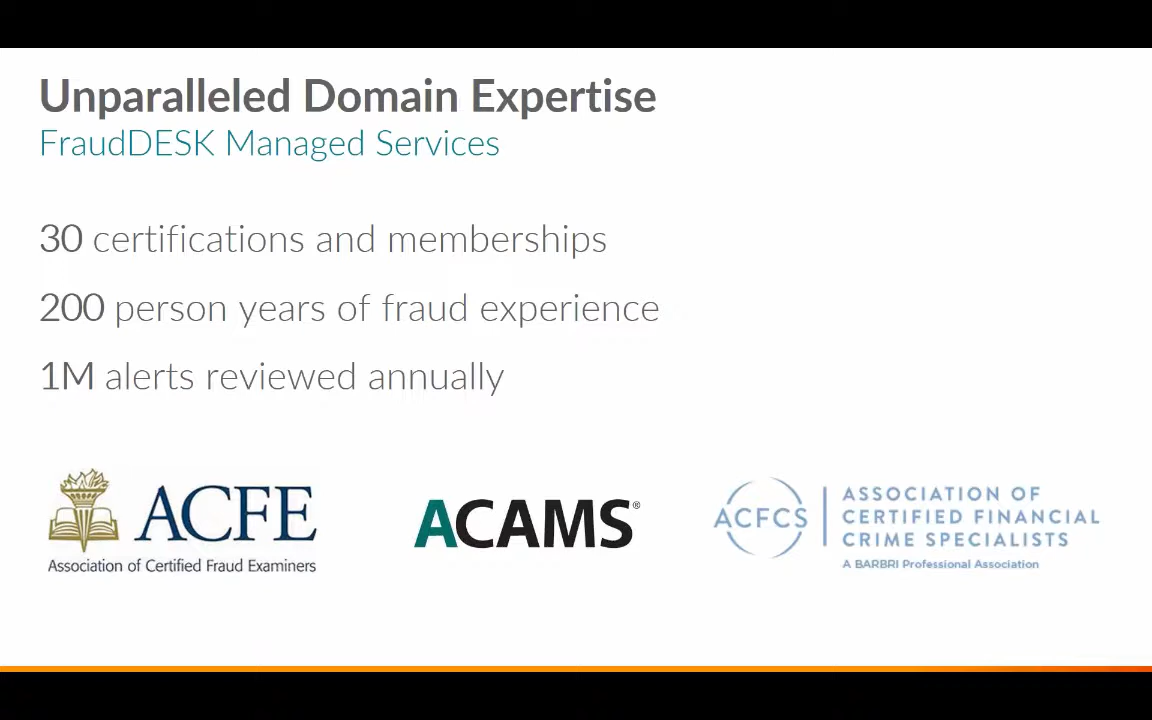 Unparalleled Domain Expertise
FraudDESK Managed Services
30 certifications and memberships
200 person years of fraud experience
1M alerts reviewed annually
ACFE
Association of Certified Fraud Examiners
ACAMS®
ACFCS
ASSOCIATION OF
CERTIFIED FINANCIAL
CRIME SPECIALISTS
A BARBRI Professional Association